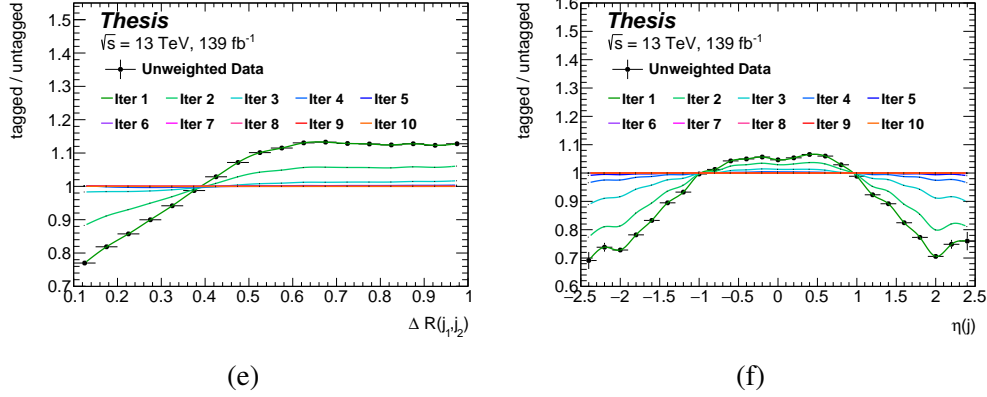 tagged / untagged
1.5
1.4
1.3
1.2
1.1
1
0.9
0.8
0.7
Thesis
√s = 13 TeV, 139 fb⁻¹
Unweighted Data
Iter 1 Iter 2 Iter 3 Iter 4 Iter 5
Iter 6 Iter 7 Iter 8 Iter 9 Iter 10
0.1 0.2 0.3 0.4 0.5 0.6 0.7 0.8 0.9 1
Δ R(j₁,j₂)
(e)
tagged / untagged
1.6
1.5
1.4
1.3
1.2
1.1
1
0.9
0.8
0.7
0.6
Thesis
√s = 13 TeV, 139 fb⁻¹
Unweighted Data
Iter 1 Iter 2 Iter 3 Iter 4 Iter 5
Iter 6 Iter 7 Iter 8 Iter 9 Iter 10
−2.5 −2 −1.5 −1 −0.5 0 0.5 1 1.5 2 2.5
η(j)
(f)